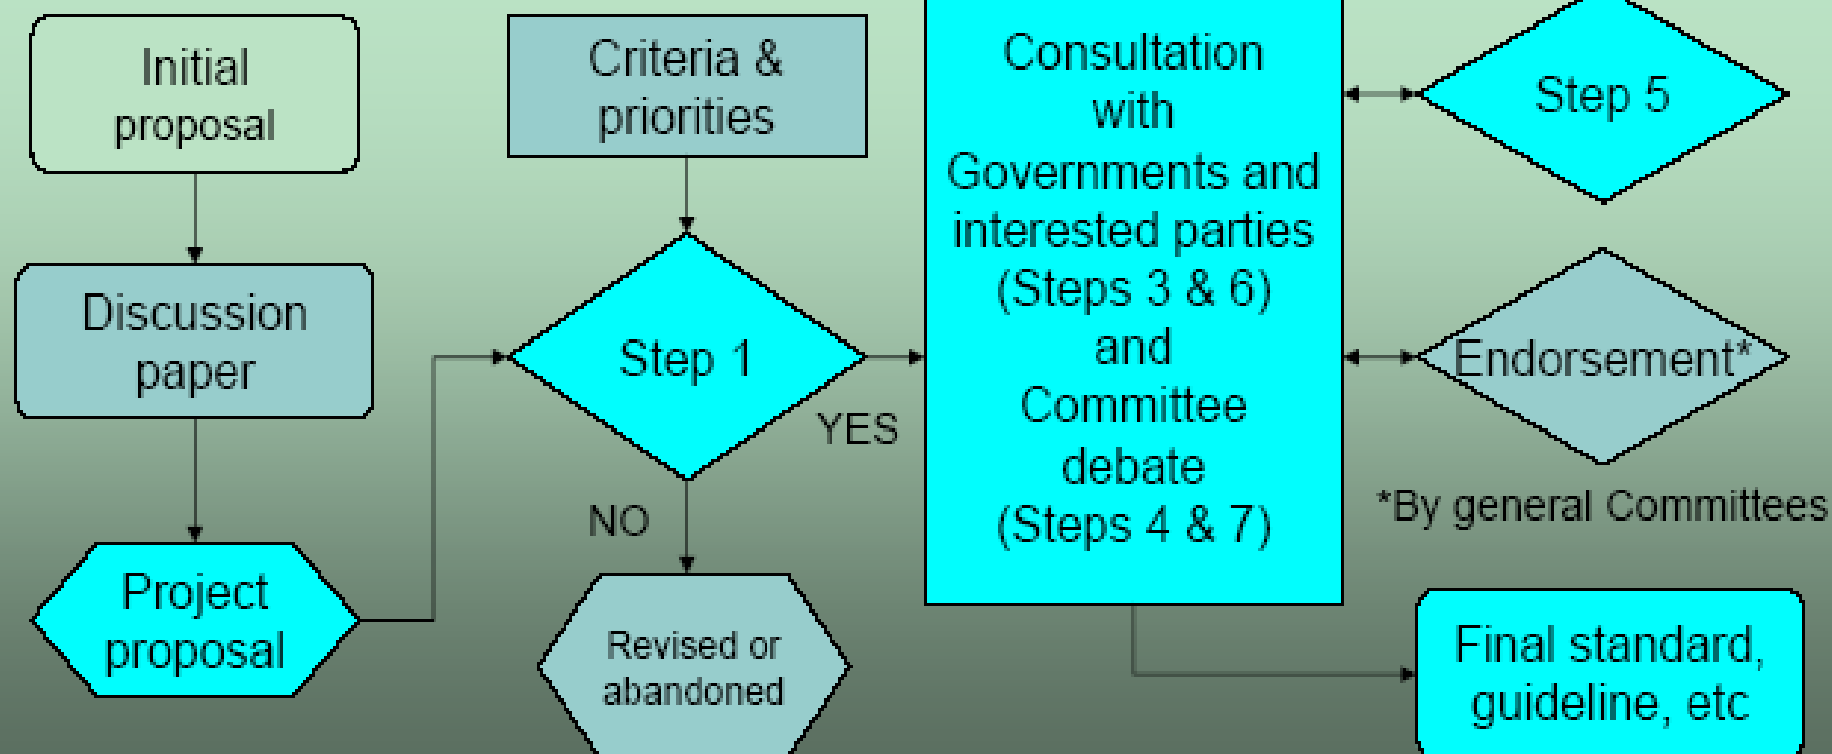 Initial
proposal
Discussion
paper
Project
proposal
Criteria &
priorities
Step 1
YES
NO
Revised or
abandoned
Consultation
with
Governments and
interested parties
(Steps 3 & 6)
and
Committee
debate
(Steps 4 & 7)
Step 5
Endorsement*
*By general Committees
Final standard,
guideline, etc